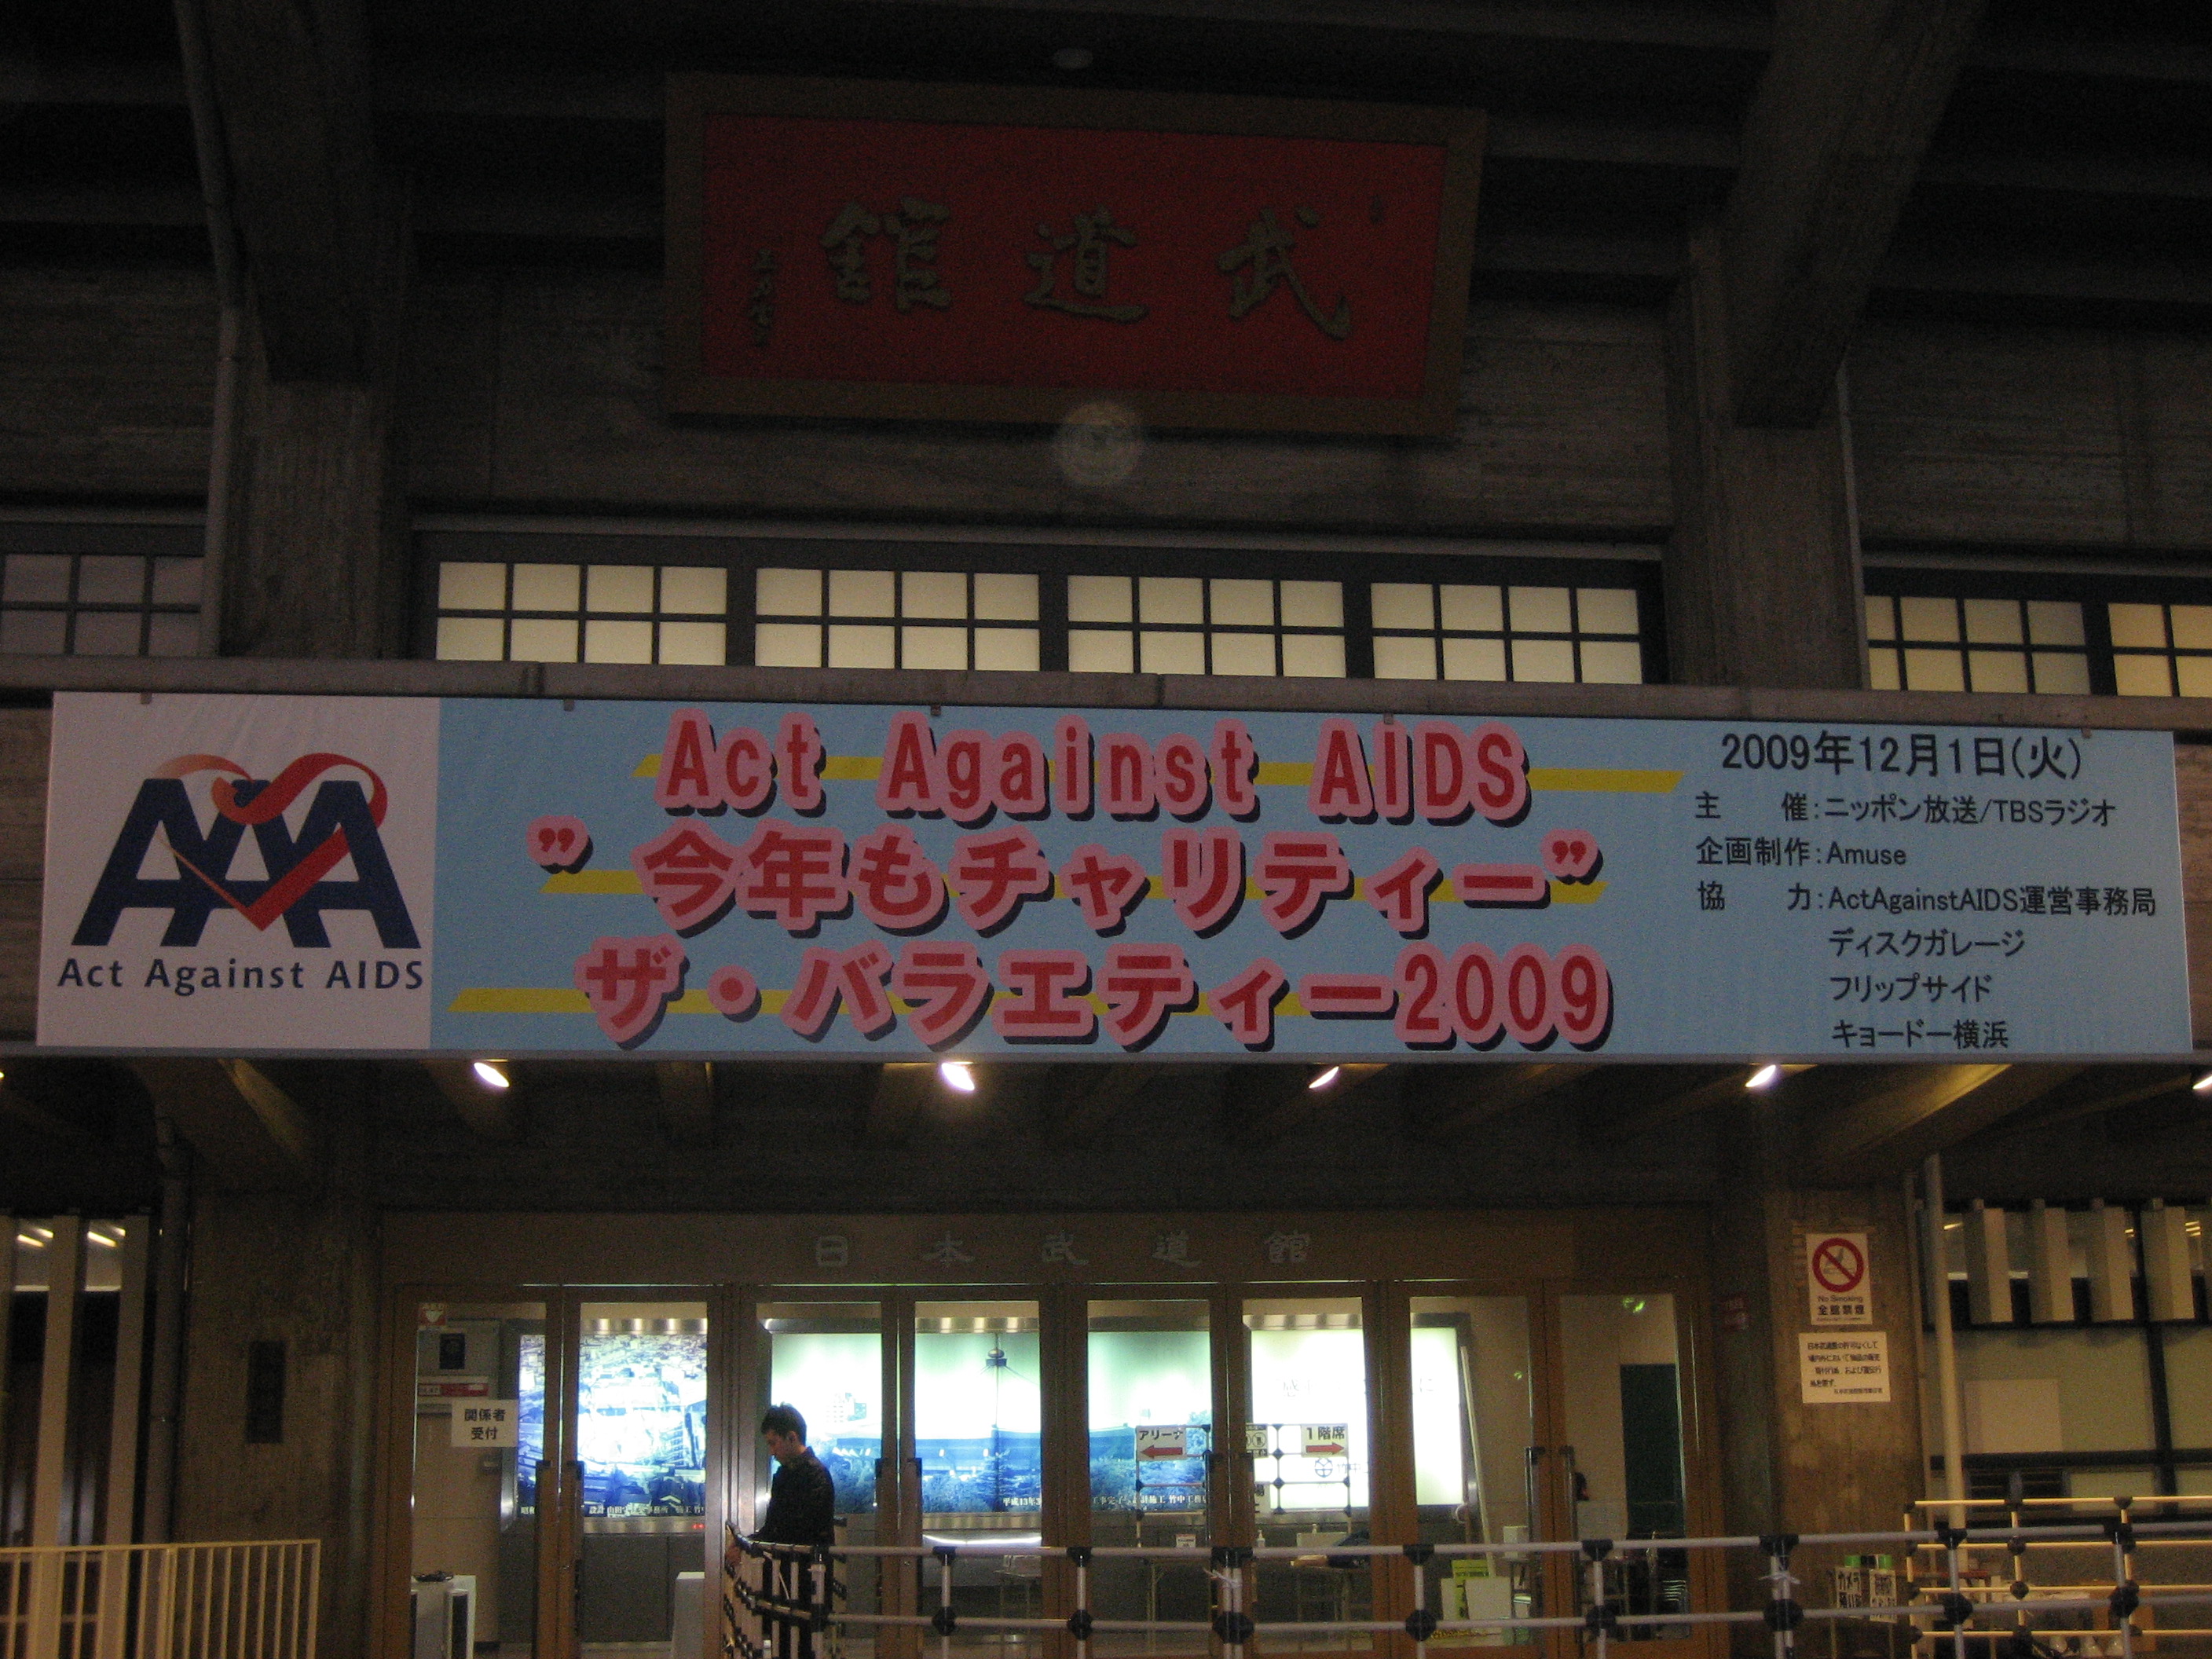 武道館
Act Against AIDS
Act Against AIDS
”今年もチャリティー”
ザ・バラエティー2009
2009年12月1日(火)
主　催:ニッポン放送/TBSラジオ
企画制作:Amuse
協　力:ActAgainstAIDS運営事務局
ディスクガレージ
フリップサイド
キョードー横浜
日本武道館
No Smoking
全館禁煙
関係者
受付
アリーナ
1階席